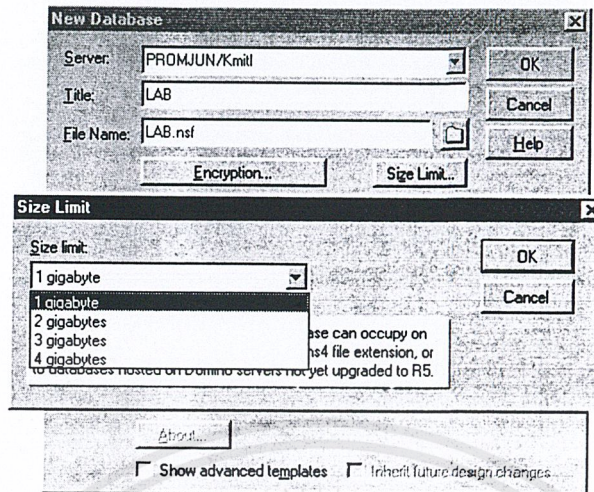 New Database
Server: PROMJUN/Kmitl OK
Title: LAB Cancel
File Name: LAB.nsf Help
Encryption... Size Limit...
Size Limit
Size limit: OK
1 gigabyte Cancel
1 gigabyte
2 gigabytes
3 gigabytes
4 gigabytes
ase can occupy on
ns4 file extension, or
to databases hosted on Domino servers not yet upgraded to R5.
About...
Show advanced templates Inherit future design changes